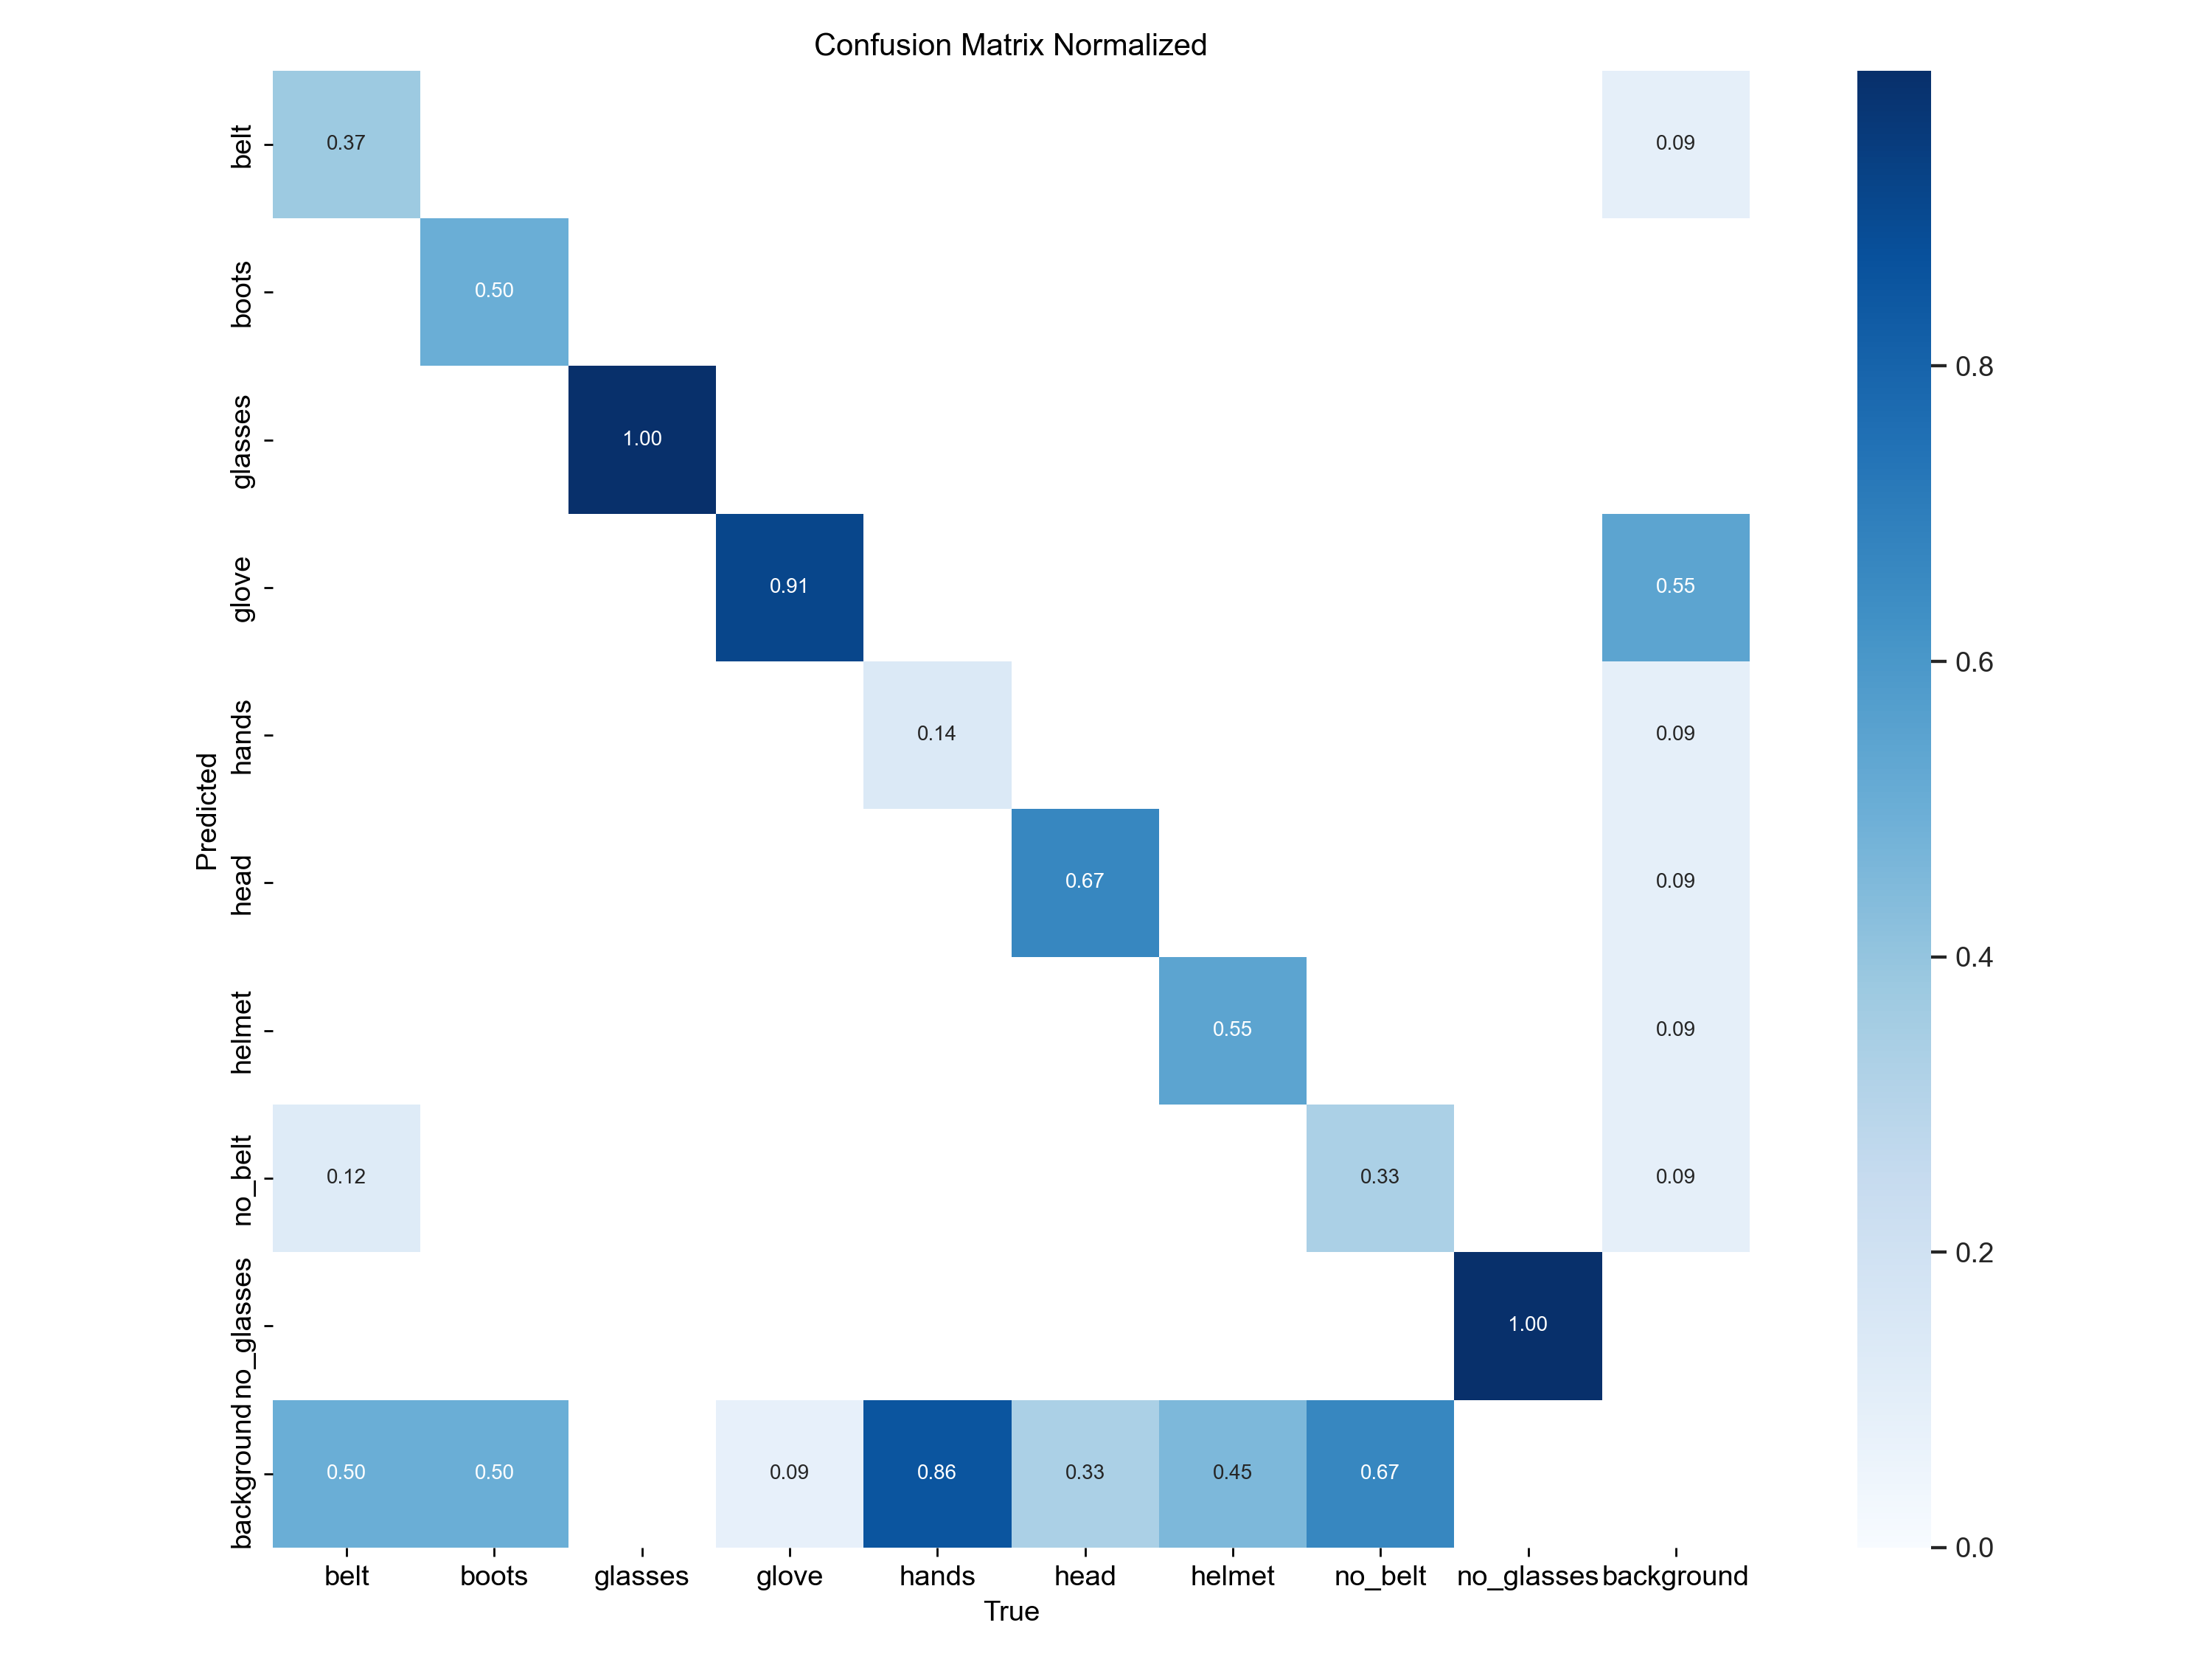 Confusion Matrix Normalized
belt
0.37
0.09
boots
0.50
glasses
1.00
0.8
glove
0.91
0.55
0.6
hands
0.14
0.09
Predicted
head
0.67
0.09
0.4
helmet
0.55
0.09
no_belt
0.12
0.33
0.09
0.2
no_glasses
1.00
background
0.50
0.50
0.09
0.86
0.33
0.45
0.67
0.0
belt boots glasses glove hands head helmet no_belt no_glasses background
True